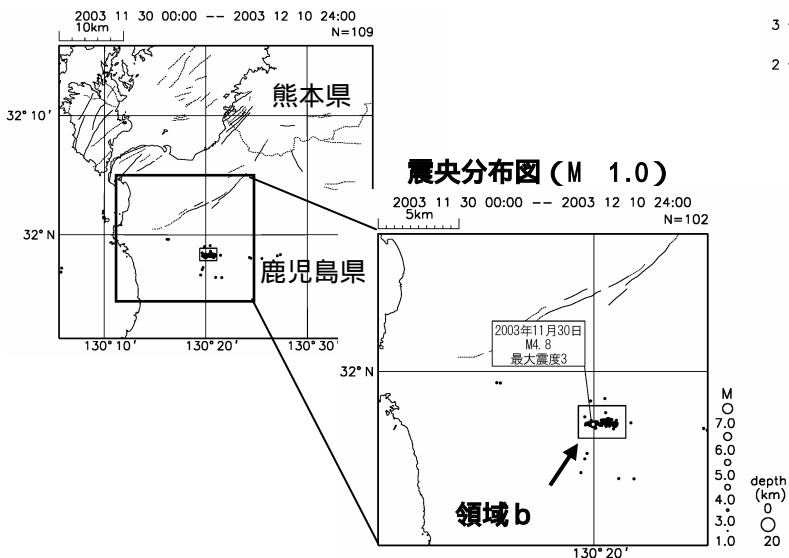 2003 11 30 00:00 -- 2003 12 10 24:00
10km
N=109
熊本県
32° 10′
32° N
鹿児島県
130° 10′
130° 20′
130° 30′
3
2
震央分布図(M 1.0)
2003 11 30 00:00 -- 2003 12 10 24:00
5km
N=102
2003年11月30日
M4.8
最大震度3
32° N
領域b
130° 20′
M
7.0
6.0
5.0
4.0
3.0
1.0
depth
(km)
0
20